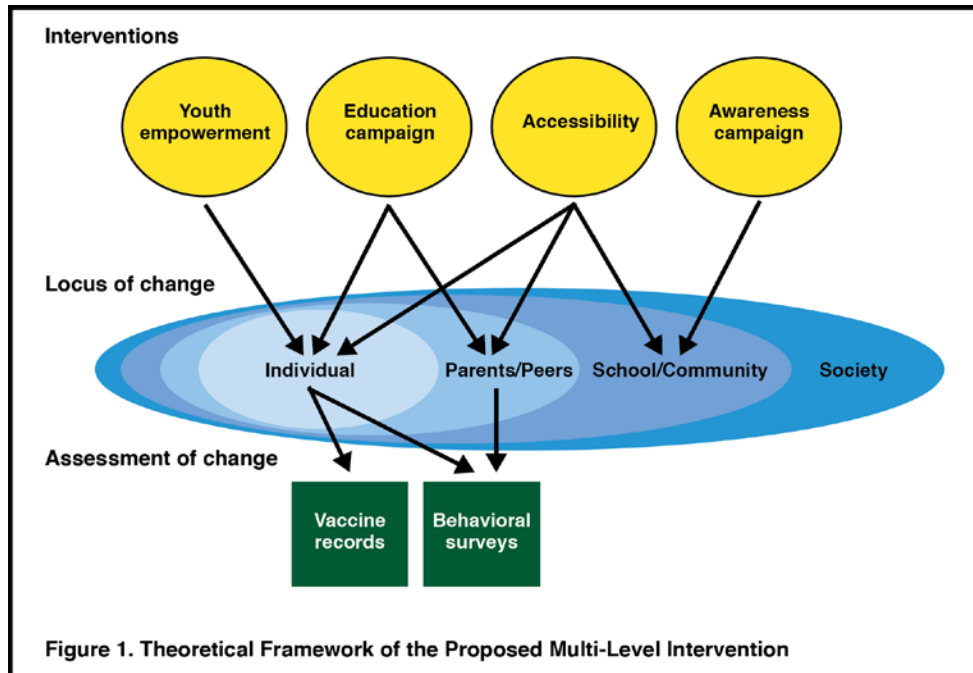 Interventions
Youth
empowerment
Education
campaign
Accessibility
Awareness
campaign
Locus of change
Individual
Parents/Peers
School/Community
Society
Assessment of change
Vaccine
records
Behavioral
surveys
Figure 1. Theoretical Framework of the Proposed Multi-Level Intervention